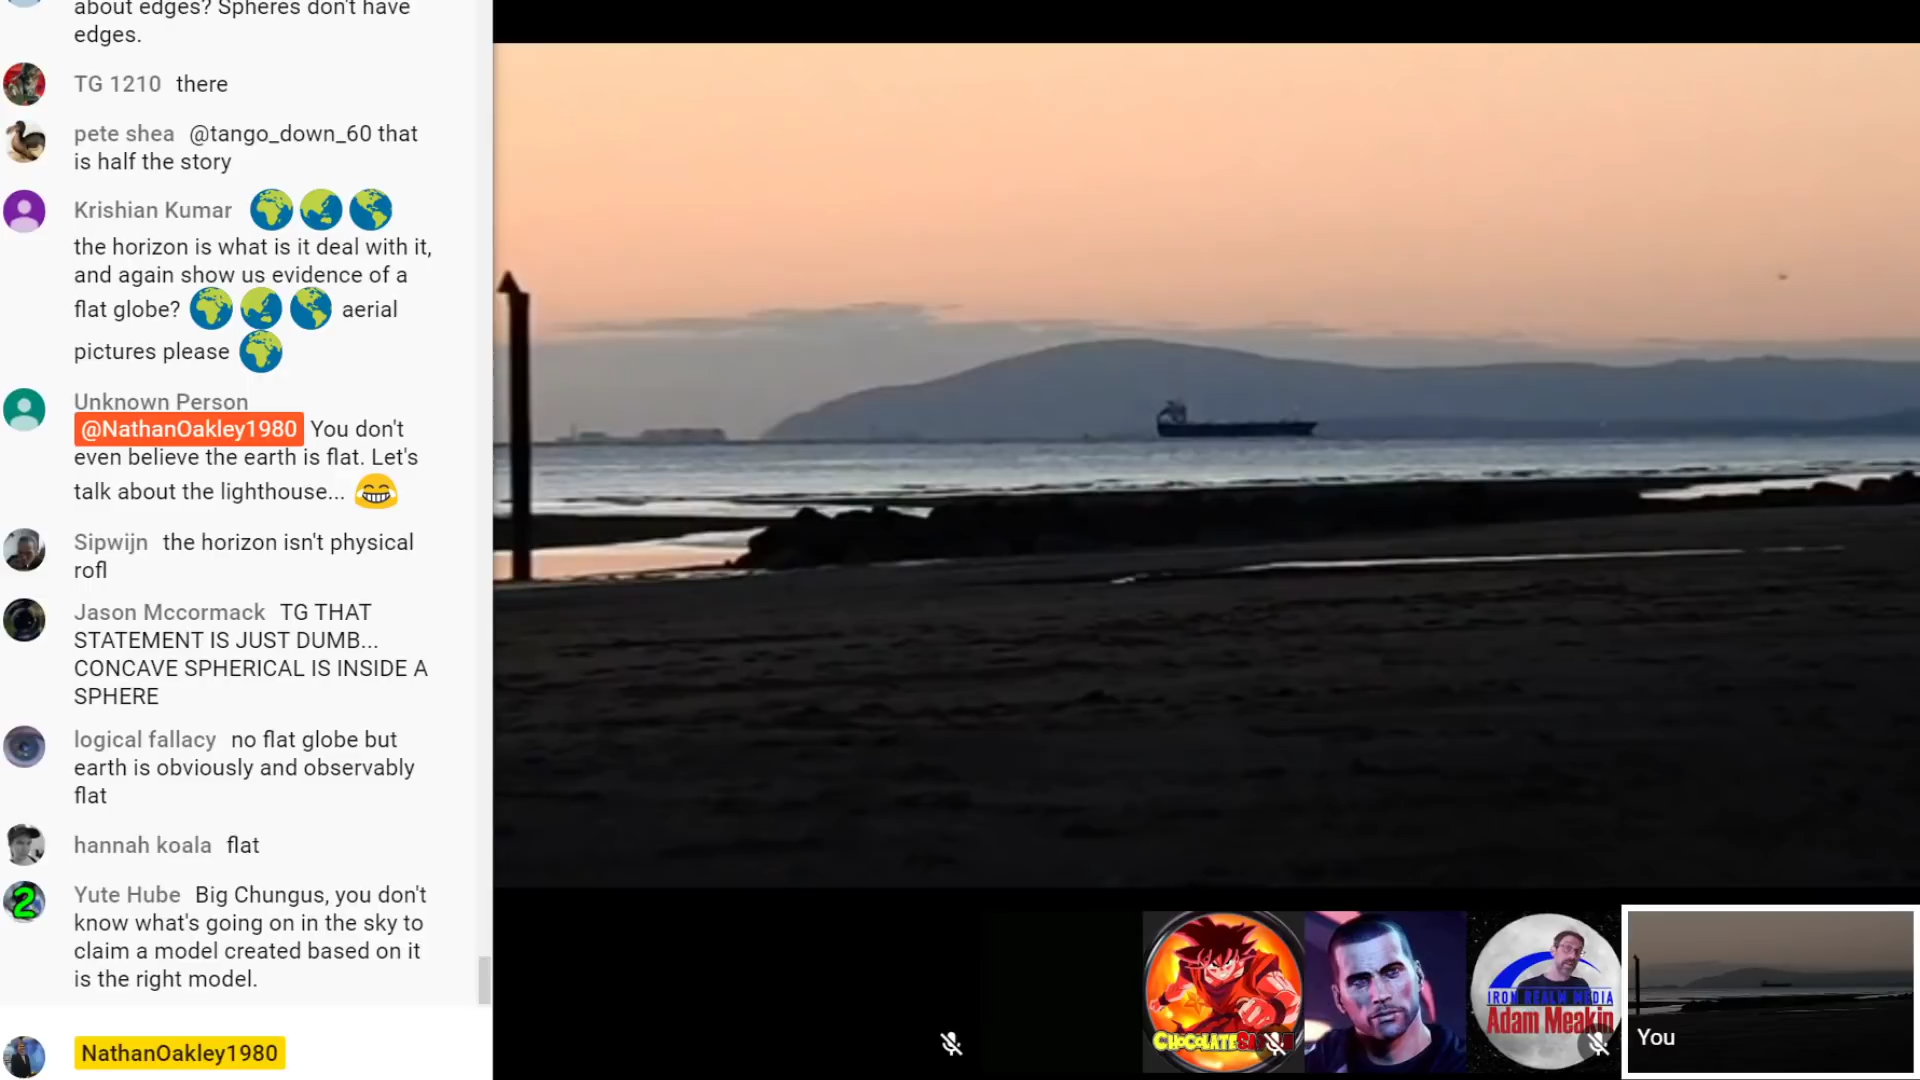 about edges? Spheres don't have
edges.
TG 1210 there
pete shea @tango_down_60 that
is half the story
Krishian Kumar
the horizon is what is it deal with it,
and again show us evidence of a
flat globe? aerial
pictures please
Unknown Person
@NathanOakley1980 You don't
even believe the earth is flat. Let's
talk about the lighthouse...
Sipwijn the horizon isn't physical
rofl
Jason Mccormack TG THAT
STATEMENT IS JUST DUMB...
CONCAVE SPHERICAL IS INSIDE A
SPHERE
logical fallacy no flat globe but
earth is obviously and observably
flat
hannah koala flat
2
Yute Hube Big Chungus, you don't
know what's going on in the sky to
claim a model created based on it
is the right model.
NathanOakley1980
CHOCOLATE
IRON REALM MEDIA
Adam Meakin
You